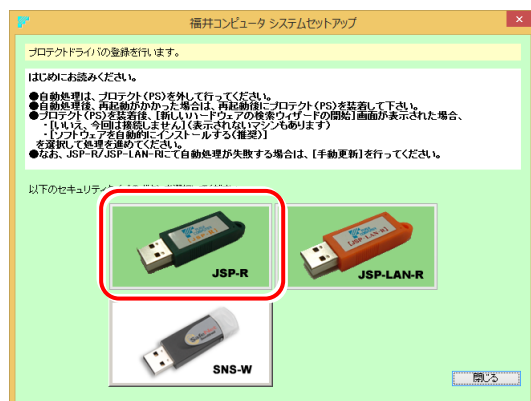 福井コンピュータ システムセットアップ
プロテクトドライバの登録を行います。
はじめにお読みください。
●自動処理は、プロテクト(PS)を外して行ってください。
●自動処理後、再起動がかかった場合は、再起動後にプロテクト(PS)を装着して下さい。
●プロテクト(PS)を装着後、[新しいハードウェアの検索ウィザードの開始]画面が表示された場合、
・[いいえ、今回は接続しません](表示されないマシンもあります)
・[ソフトウェアを自動的にインストールする(推奨)]
を選択して処理を進めてください。
●なお、JSP-R/JSP-LAN-Rにて自動処理が失敗する場合は、[手動更新]を行ってください。
以下のセキュリティ
JSP-R
[JSP-LAN-R]
JSP-LAN-R
SNS-W
閉じる